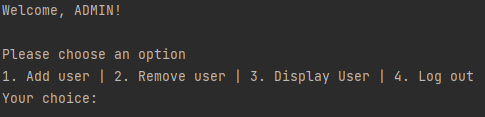 Welcome, ADMIN!
Please choose an option
1. Add user | 2. Remove user | 3. Display User | 4. Log out
Your choice: